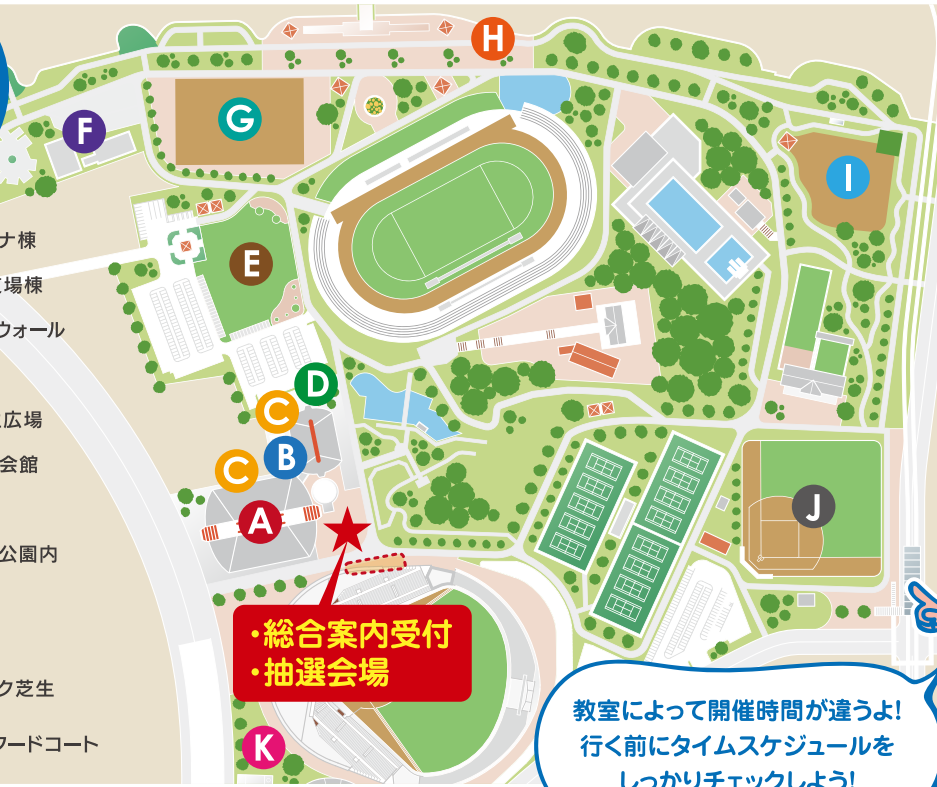 H
G
F
I
ナ棟
E
場棟
ウォール
D
C
広場
B
会館
C
A
J
公園内
・総合案内受付
・抽選会場
ク芝生
教室によって開催時間が違うよ!
フードコート
K
行く前にタイムスケジュールを
しっかりチェックしよう!